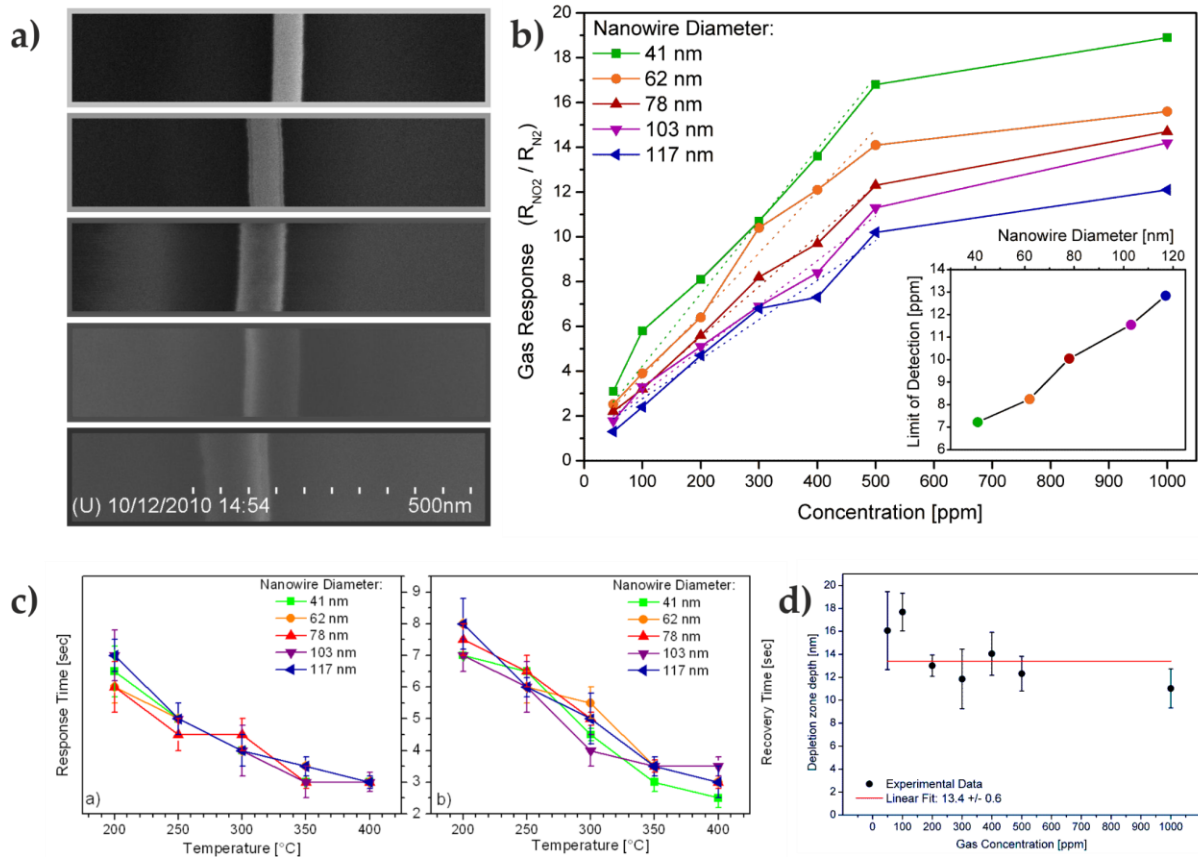 a)
(U) 10/12/2010 14:54 500nm
b)
Nanowire Diameter:
41 nm
62 nm
78 nm
103 nm
117 nm
Gas Response (R_NO2 / R_N2)
20
18
16
14
12
10
8
6
4
2
0
0 100 200 300 400 500 600 700 800 900 1000
Concentration [ppm]
Nanowire Diameter [nm]
40 60 80 100 120
Limit of Detection [ppm]
14
13
12
11
10
9
8
7
6
c)
Nanowire Diameter:
41 nm
62 nm
78 nm
103 nm
117 nm
Response Time [sec]
a)
200 250 300 350 400
Temperature [°C]
9
8
7
6
5
4
3
2
Nanowire Diameter:
41 nm
62 nm
78 nm
103 nm
117 nm
b)
200 250 300 350 400
Temperature [°C]
Recovery Time [sec]
d)
Depletion zone depth [nm]
20
18
16
14
12
10
8
6
4
2
0
Experimental Data
Linear Fit: 13.4 +/- 0.6
0 100 200 300 400 500 600 700 800 900 1000
Gas Concentration [ppm]